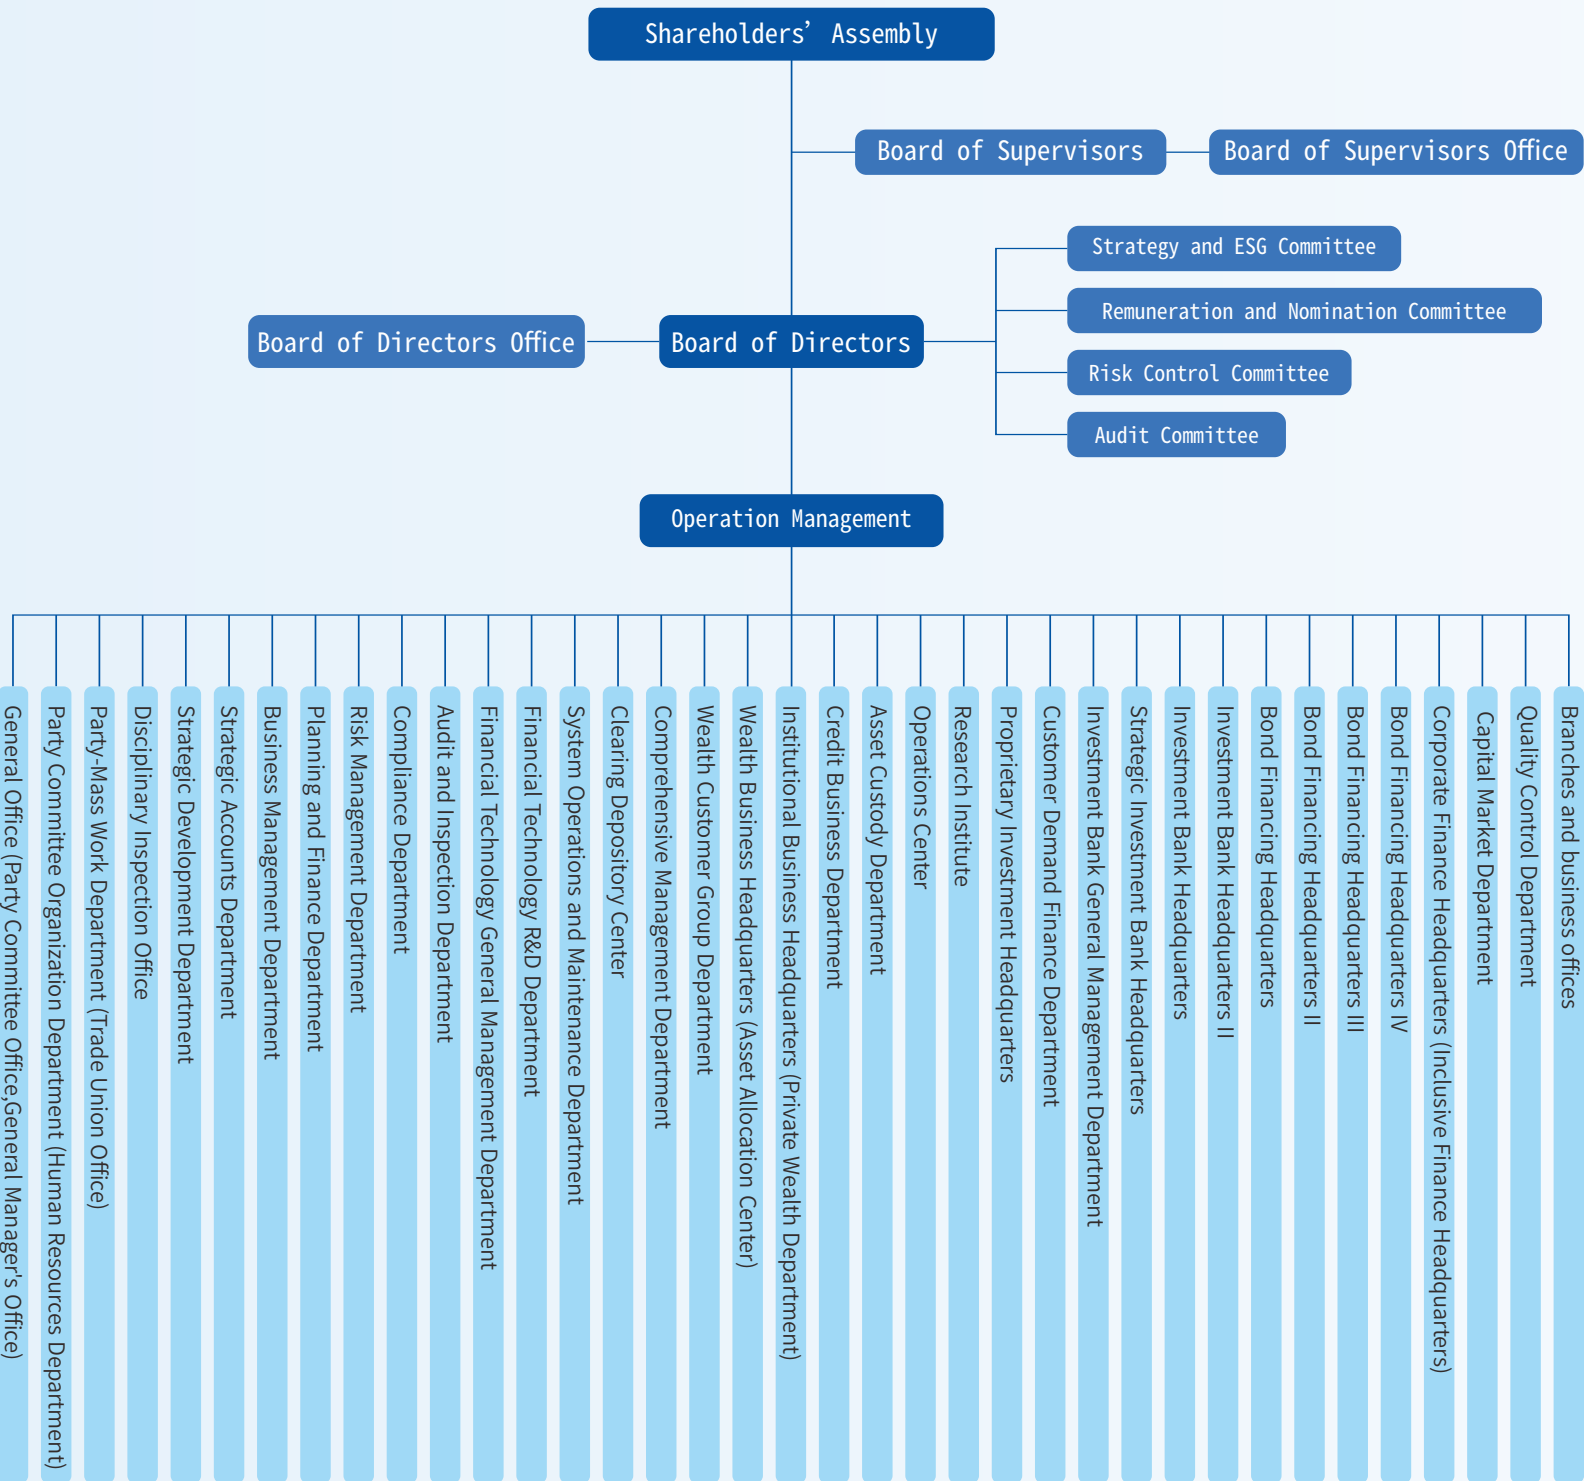 Shareholders’ Assembly
Board of Supervisors
Board of Supervisors Office
Strategy and ESG Committee
Remuneration and Nomination Committee
Board of Directors Office
Board of Directors
Risk Control Committee
Audit Committee
Operation Management
General Office (Party Committee Office,General Manager's Office)
Party Committee Organization Department (Human Resources Department)
Party-Mass Work Department (Trade Union Office)
Disciplinary Inspection Office
Strategic Development Department
Strategic Accounts Department
Business Management Department
Planning and Finance Department
Risk Management Department
Compliance Department
Audit and Inspection Department
Financial Technology General Management Department
Financial Technology R&D Department
System Operations and Maintenance Department
Clearing Depository Center
Comprehensive Management Department
Wealth Customer Group Department
Wealth Business Headquarters (Asset Allocation Center)
Institutional Business Headquarters (Private Wealth Department)
Credit Business Department
Asset Custody Department
Operations Center
Research Institute
Proprietary Investment Headquarters
Customer Demand Finance Department
Investment Bank General Management Department
Strategic Investment Bank Headquarters
Investment Bank Headquarters
Investment Bank Headquarters II
Bond Financing Headquarters
Bond Financing Headquarters II
Bond Financing Headquarters III
Bond Financing Headquarters IV
Corporate Finance Headquarters (Inclusive Finance Headquarters)
Capital Market Department
Quality Control Department
Branches and business offices